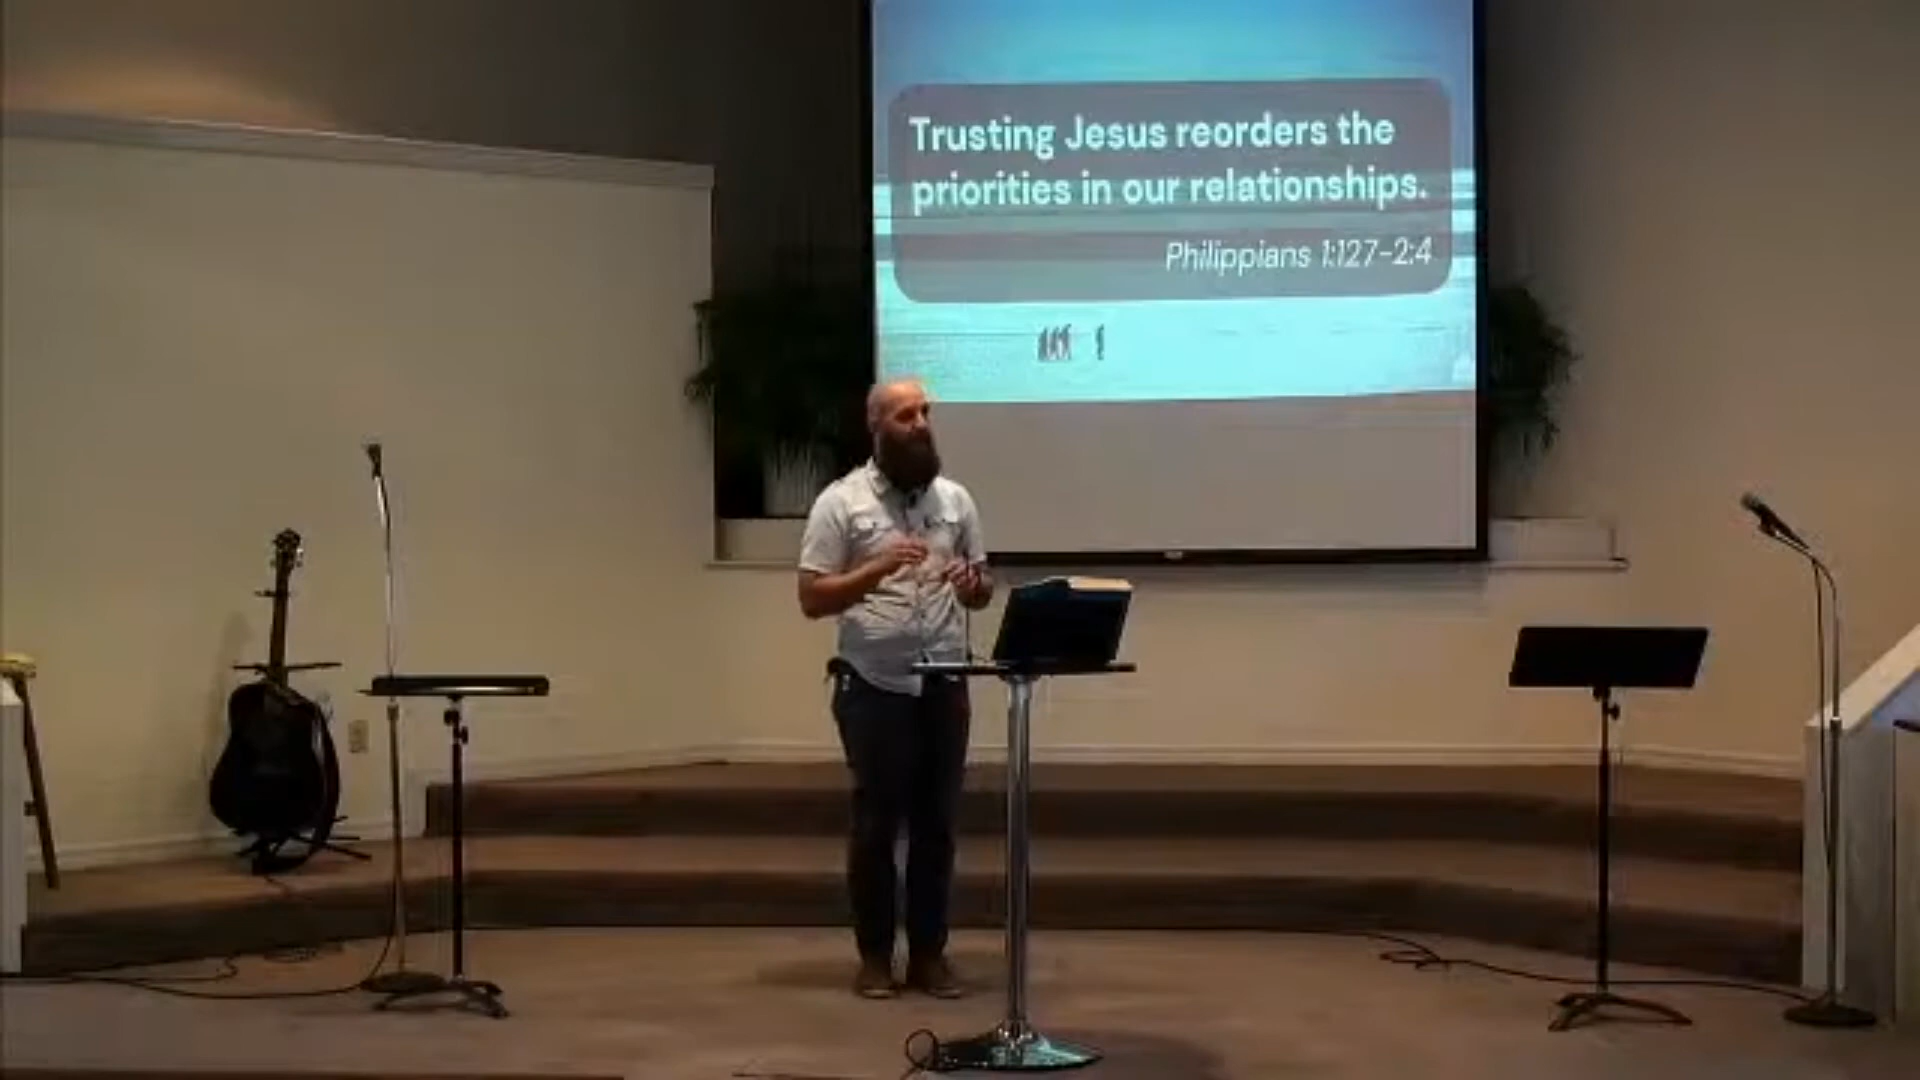 Trusting Jesus reorders the
priorities in our relationships.
Philippians 1:127-2:4